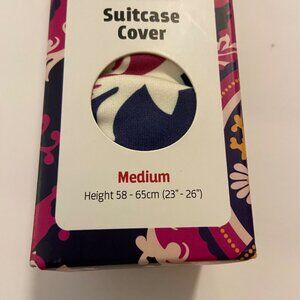 Suitcase
Cover
Medium
Height 58 - 65cm (23" - 26")